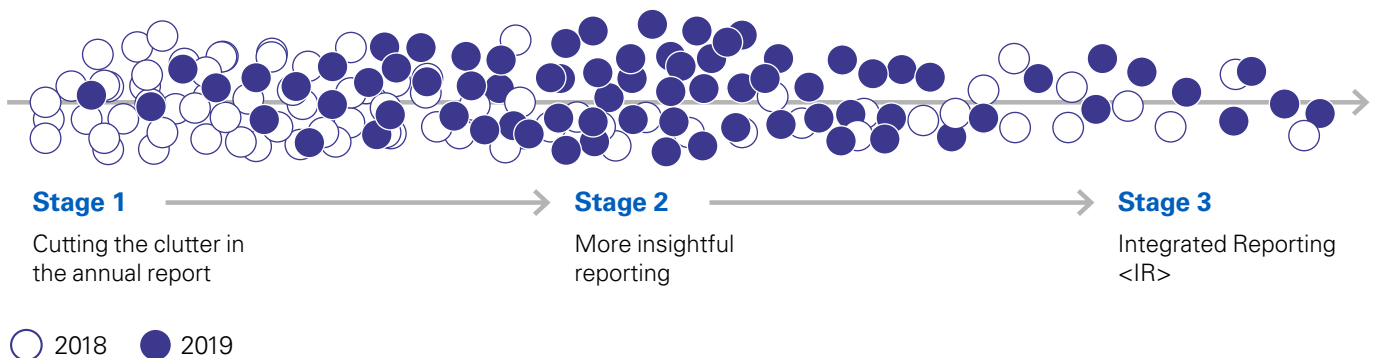 Stage 1
Cutting the clutter in
the annual report
Stage 2
More insightful
reporting
Stage 3
Integrated Reporting
<IR>
2018
2019